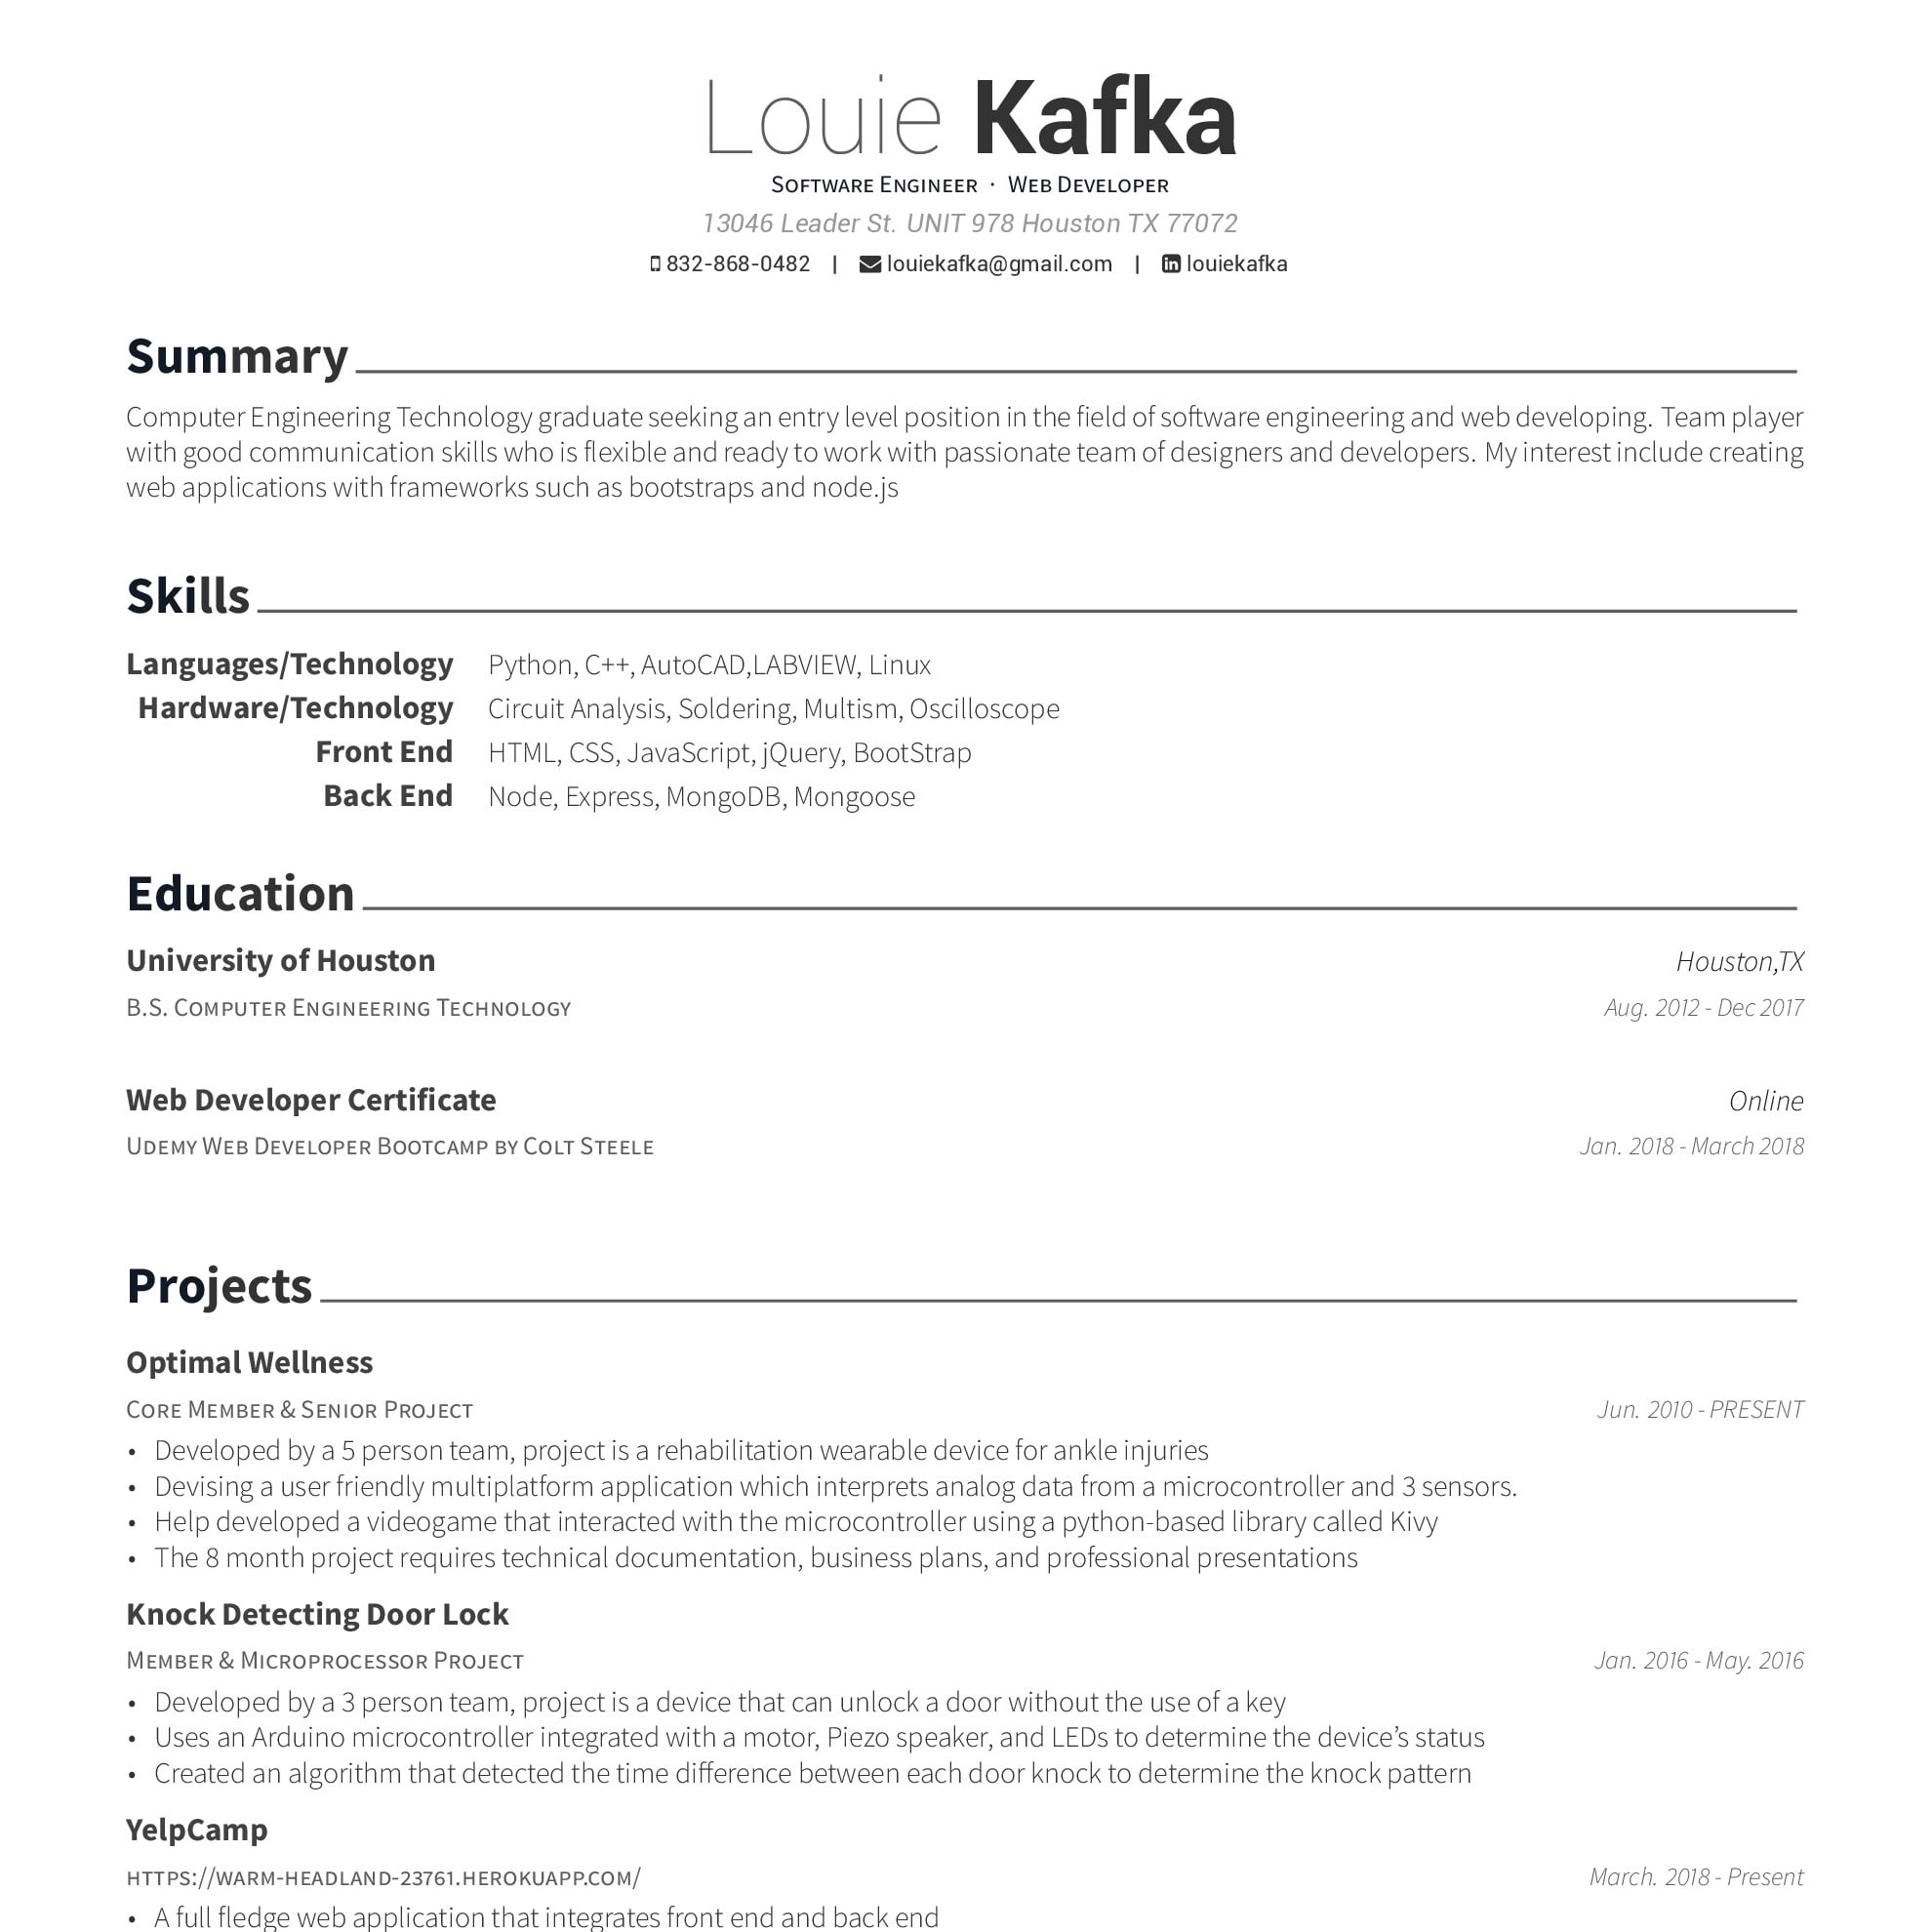 Louie Kafka
Software Engineer · Web Developer
13046 Leader St. UNIT 978 Houston TX 77072
832-868-0482 | louiekafka@gmail.com | louiekafka
Summary
Computer Engineering Technology graduate seeking an entry level position in the field of software engineering and web developing. Team player
with good communication skills who is flexible and ready to work with passionate team of designers and developers. My interest include creating
web applications with frameworks such as bootstraps and node.js
Skills
Languages/Technology Python, C++, AutoCAD,LABVIEW, Linux
Hardware/Technology Circuit Analysis, Soldering, Multism, Oscilloscope
Front End HTML, CSS, JavaScript, jQuery, BootStrap
Back End Node, Express, MongoDB, Mongoose
Education
University of Houston Houston,TX
B.S. Computer Engineering Technology Aug. 2012 - Dec 2017
Web Developer Certificate Online
Udemy Web Developer Bootcamp by Colt Steele Jan. 2018 - March 2018
Projects
Optimal Wellness
Core Member & Senior Project Jun. 2010 - PRESENT
• Developed by a 5 person team, project is a rehabilitation wearable device for ankle injuries
• Devising a user friendly multiplatform application which interprets analog data from a microcontroller and 3 sensors.
• Help developed a videogame that interacted with the microcontroller using a python-based library called Kivy
• The 8 month project requires technical documentation, business plans, and professional presentations
Knock Detecting Door Lock
Member & Microprocessor Project Jan. 2016 - May. 2016
• Developed by a 3 person team, project is a device that can unlock a door without the use of a key
• Uses an Arduino microcontroller integrated with a motor, Piezo speaker, and LEDs to determine the device’s status
• Created an algorithm that detected the time difference between each door knock to determine the knock pattern
YelpCamp
https://warm-headland-23761.herokuapp.com/ March. 2018 - Present
• A full fledge web application that integrates front end and back end